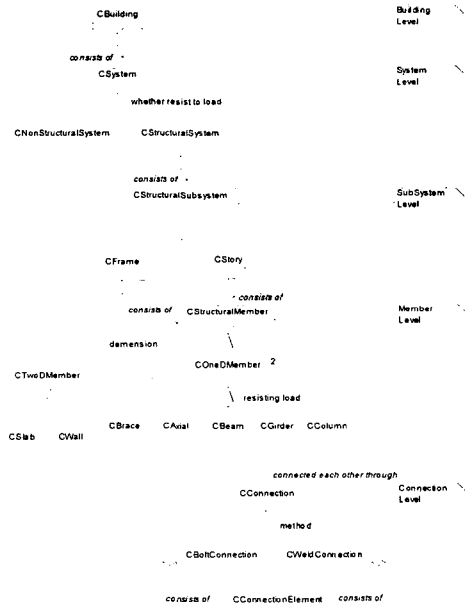 CBuilding
Building
Level
consists of
CSystem
System
Level
whether resist to load
CNonStructuralSystem CStructuralSystem
consists of
CStructuralSubsystem
SubSystem
Level
CFrame CStory
consists of
consists of CStructuralMember
Member
Level
demension
COneDMember 2
CTwoDMember
resisting load
CBrace CAxial CBeam CGirder CColumn
CSlab CWall
connected each other through
CConnection
Connection
Level
method
CBoltConnection CWeldConnection
consists of CConnectionElement consists of